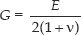 G = E / 2(1 + ν)